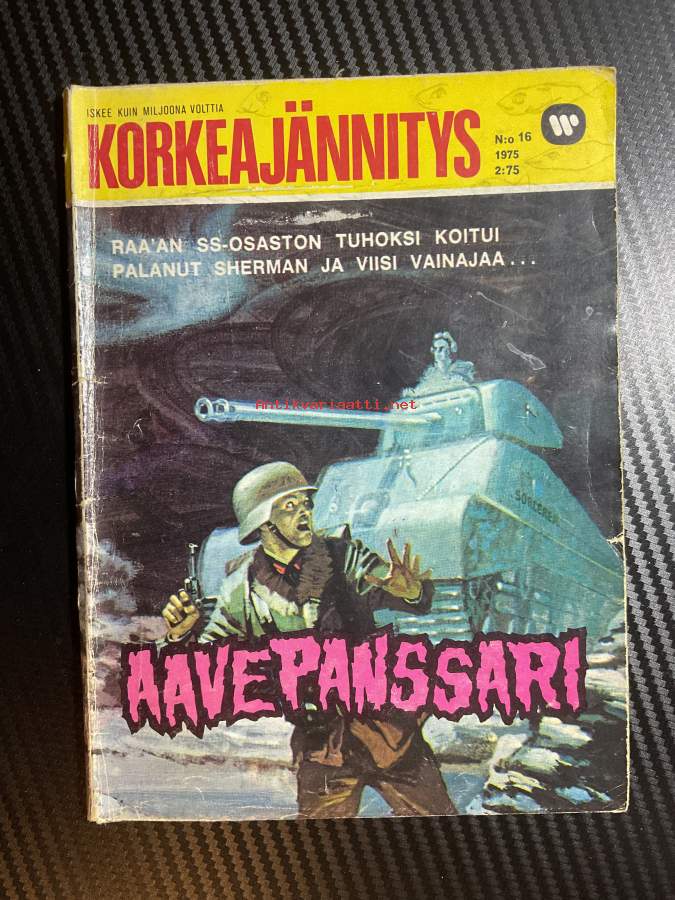 ISKEE KUIN MILJOONA VOLTTIA
KORKEAJÄNNITYS
N:o 16
1975
2:75
RAA'AN SS-OSASTON TUHOKSI KOITUI
PALANUT SHERMAN JA VIISI VAINAJAA...
Antikvariaatti.net
SORCERER
AAVEPANSSARI